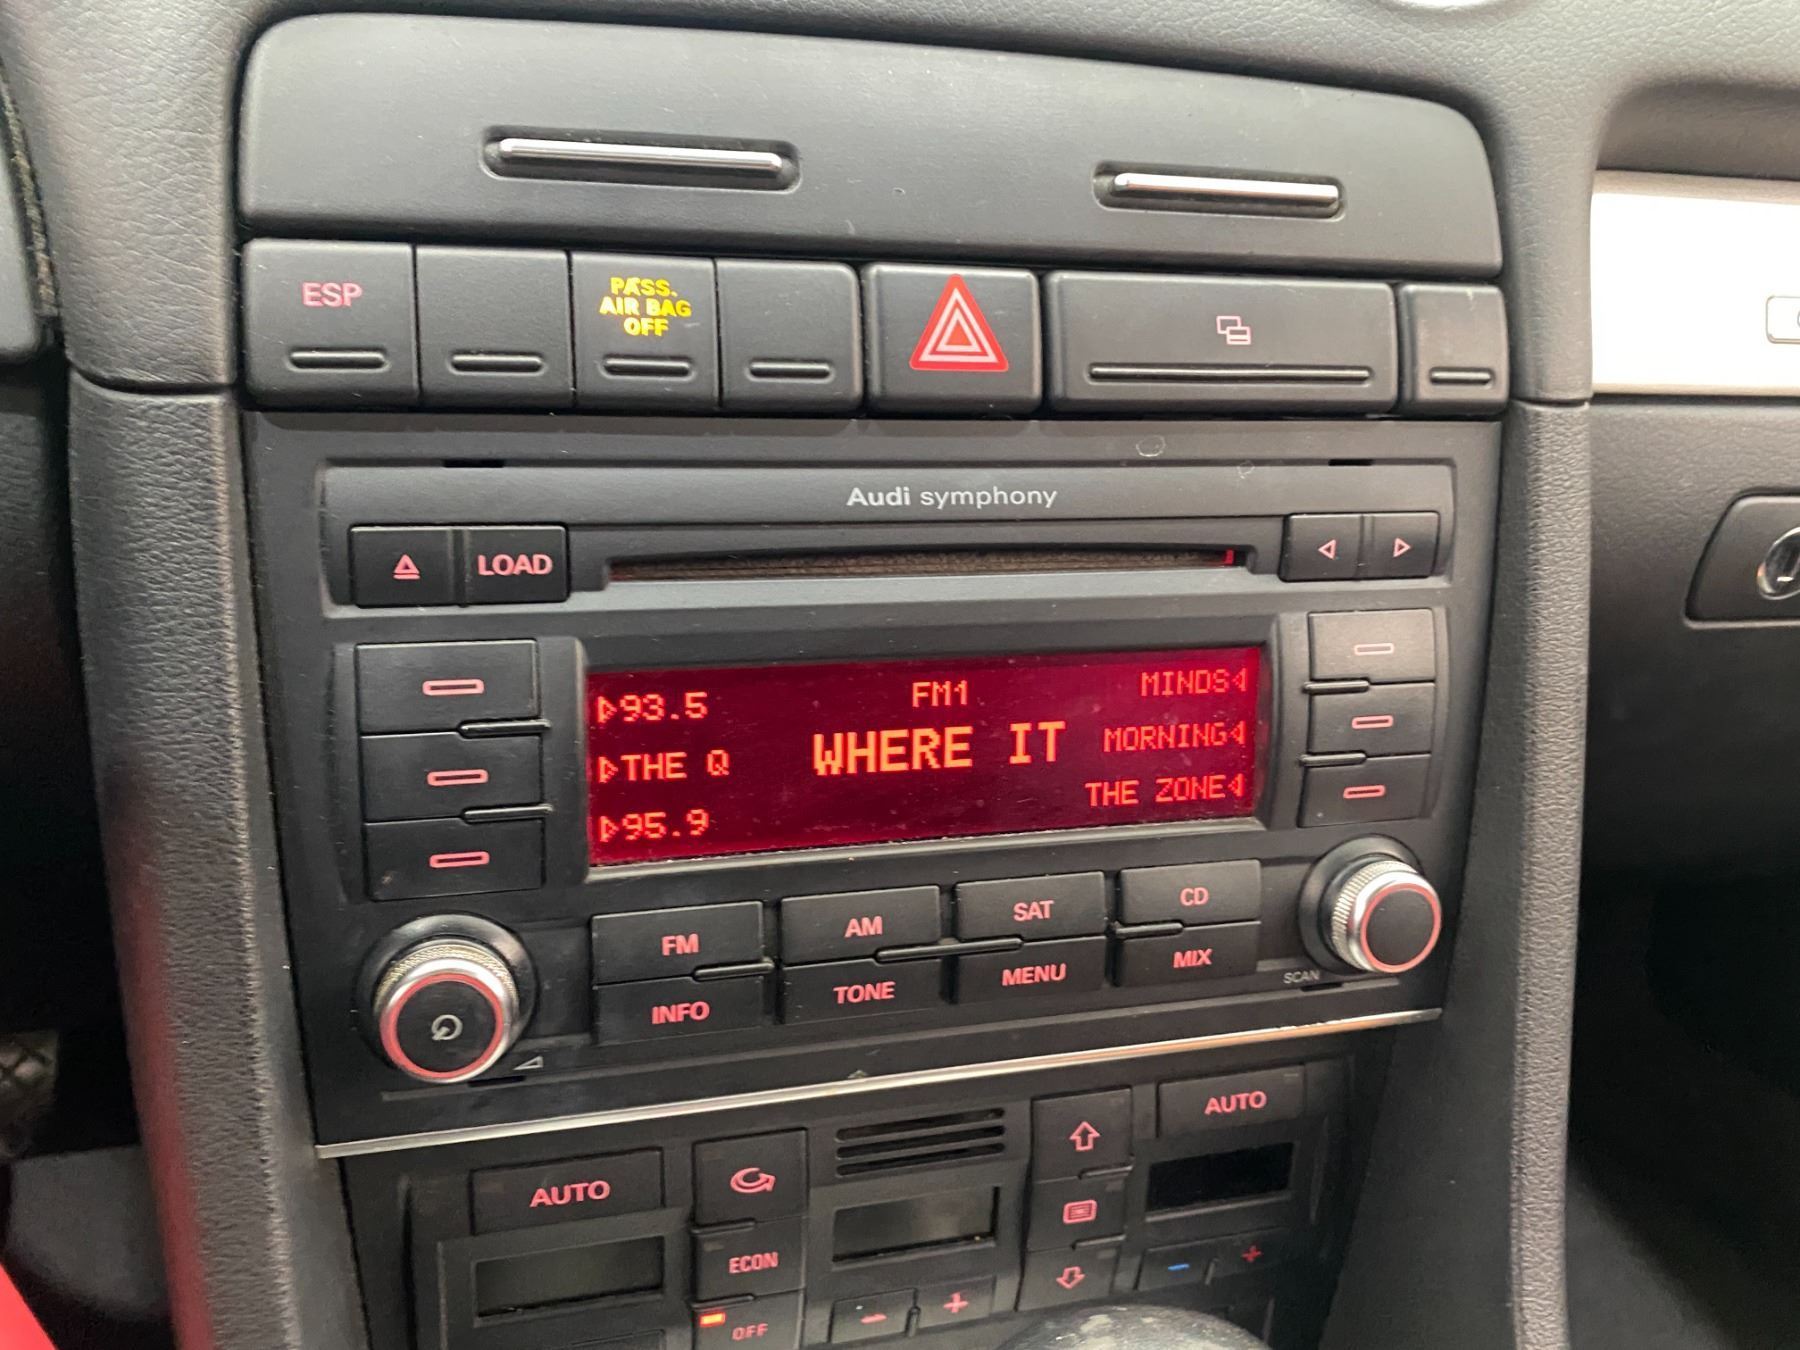 ESP
PASS.
AIR BAG
OFF
Audi symphony
LOAD
93.5
FM1
MINDS
THE Q
WHERE IT
MORNING
95.9
THE ZONE
FM
AM
SAT
CD
INFO
TONE
MENU
MIX
SCAN
AUTO
AUTO
ECON
OFF